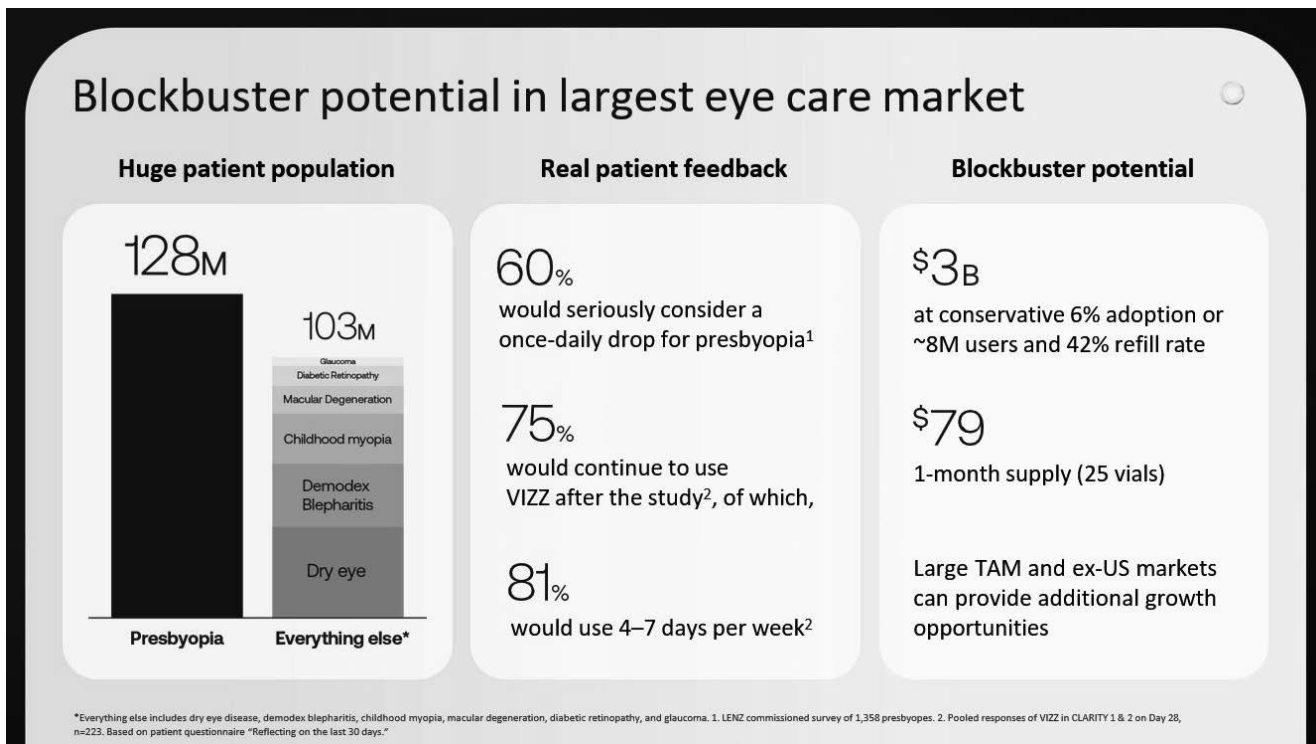 Blockbuster potential in largest eye care market
Huge patient population
128M
103M
Glaucoma
Diabetic Retinopathy
Macular Degeneration
Childhood myopia
Demodex
Blepharitis
Dry eye
Presbyopia
Everything else*
Real patient feedback
60%
would seriously consider a
once-daily drop for presbyopia¹
75%
would continue to use
VIZZ after the study², of which,
81%
would use 4–7 days per week²
Blockbuster potential
$3B
at conservative 6% adoption or
~8M users and 42% refill rate
$79
1-month supply (25 vials)
Large TAM and ex-US markets
can provide additional growth
opportunities
*Everything else includes dry eye disease, demodex blepharitis, childhood myopia, macular degeneration, diabetic retinopathy, and glaucoma. 1. LENZ commissioned survey of 1,358 presbyopes. 2. Pooled responses of VIZZ in CLARITY 1 & 2 on Day 28,
n=223. Based on patient questionnaire “Reflecting on the last 30 days.”